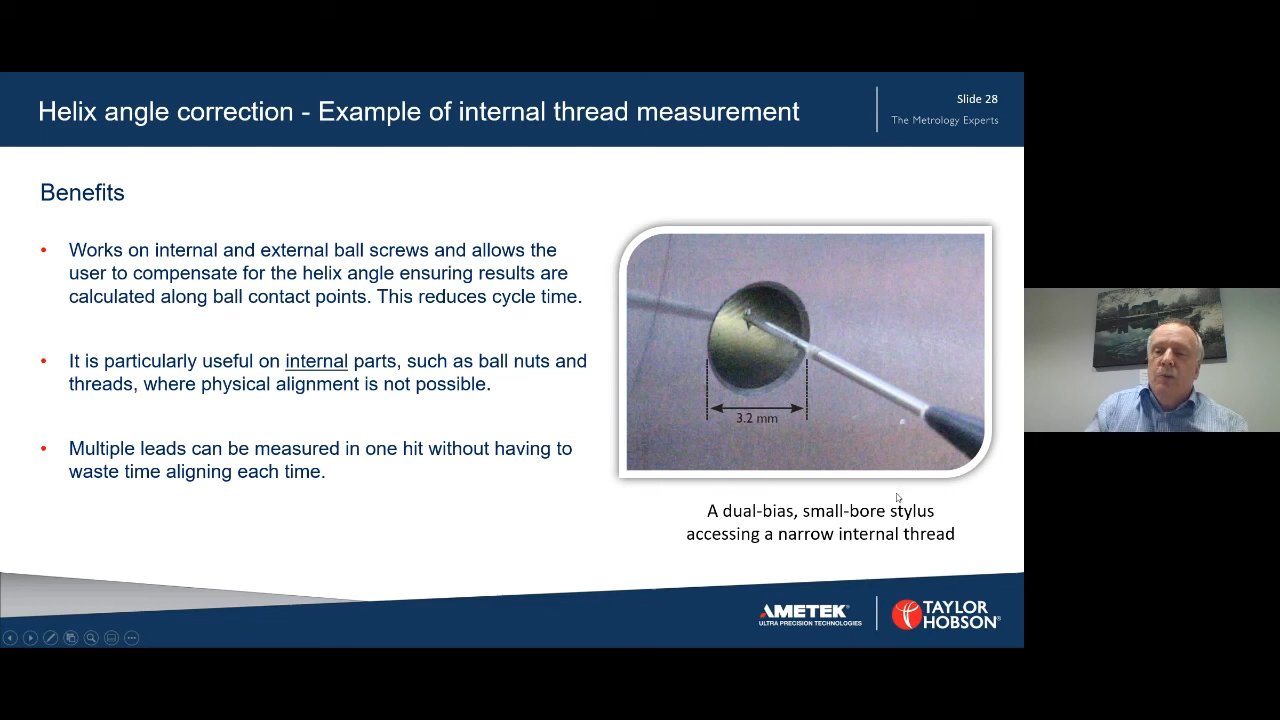 Helix angle correction - Example of internal thread measurement
Slide 28
The Metrology Experts
Benefits
• Works on internal and external ball screws and allows the
user to compensate for the helix angle ensuring results are
calculated along ball contact points. This reduces cycle time.
• It is particularly useful on internal parts, such as ball nuts and
threads, where physical alignment is not possible.
• Multiple leads can be measured in one hit without having to
waste time aligning each time.
3.2 mm
A dual-bias, small-bore stylus
accessing a narrow internal thread
AMETEK®
ULTRA PRECISION TECHNOLOGIES
TAYLOR
HOBSON®